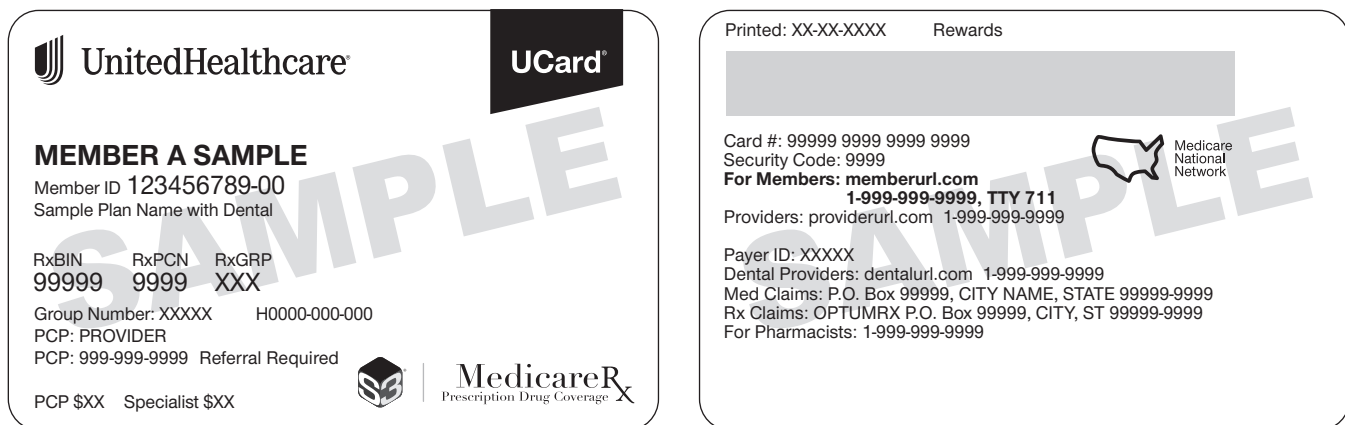 UnitedHealthcare®
UCard®
SAMPLE
MEMBER A SAMPLE
Member ID 123456789-00
Sample Plan Name with Dental
RxBIN RxPCN RxGRP
99999 9999 XXX
Group Number: XXXXX H0000-000-000
PCP: PROVIDER
PCP: 999-999-9999 Referral Required
PCP $XX Specialist $XX
S3®
MedicareRx
Prescription Drug Coverage
Printed: XX-XX-XXXX Rewards
SAMPLE
Card #: 99999 9999 9999 9999
Security Code: 9999
For Members: memberurl.com
1-999-999-9999, TTY 711
Providers: providerurl.com 1-999-999-9999
Medicare
National
Network
Payer ID: XXXXX
Dental Providers: dentalurl.com 1-999-999-9999
Med Claims: P.O. Box 99999, CITY NAME, STATE 99999-9999
Rx Claims: OPTUMRX P.O. Box 99999, CITY, ST 99999-9999
For Pharmacists: 1-999-999-9999